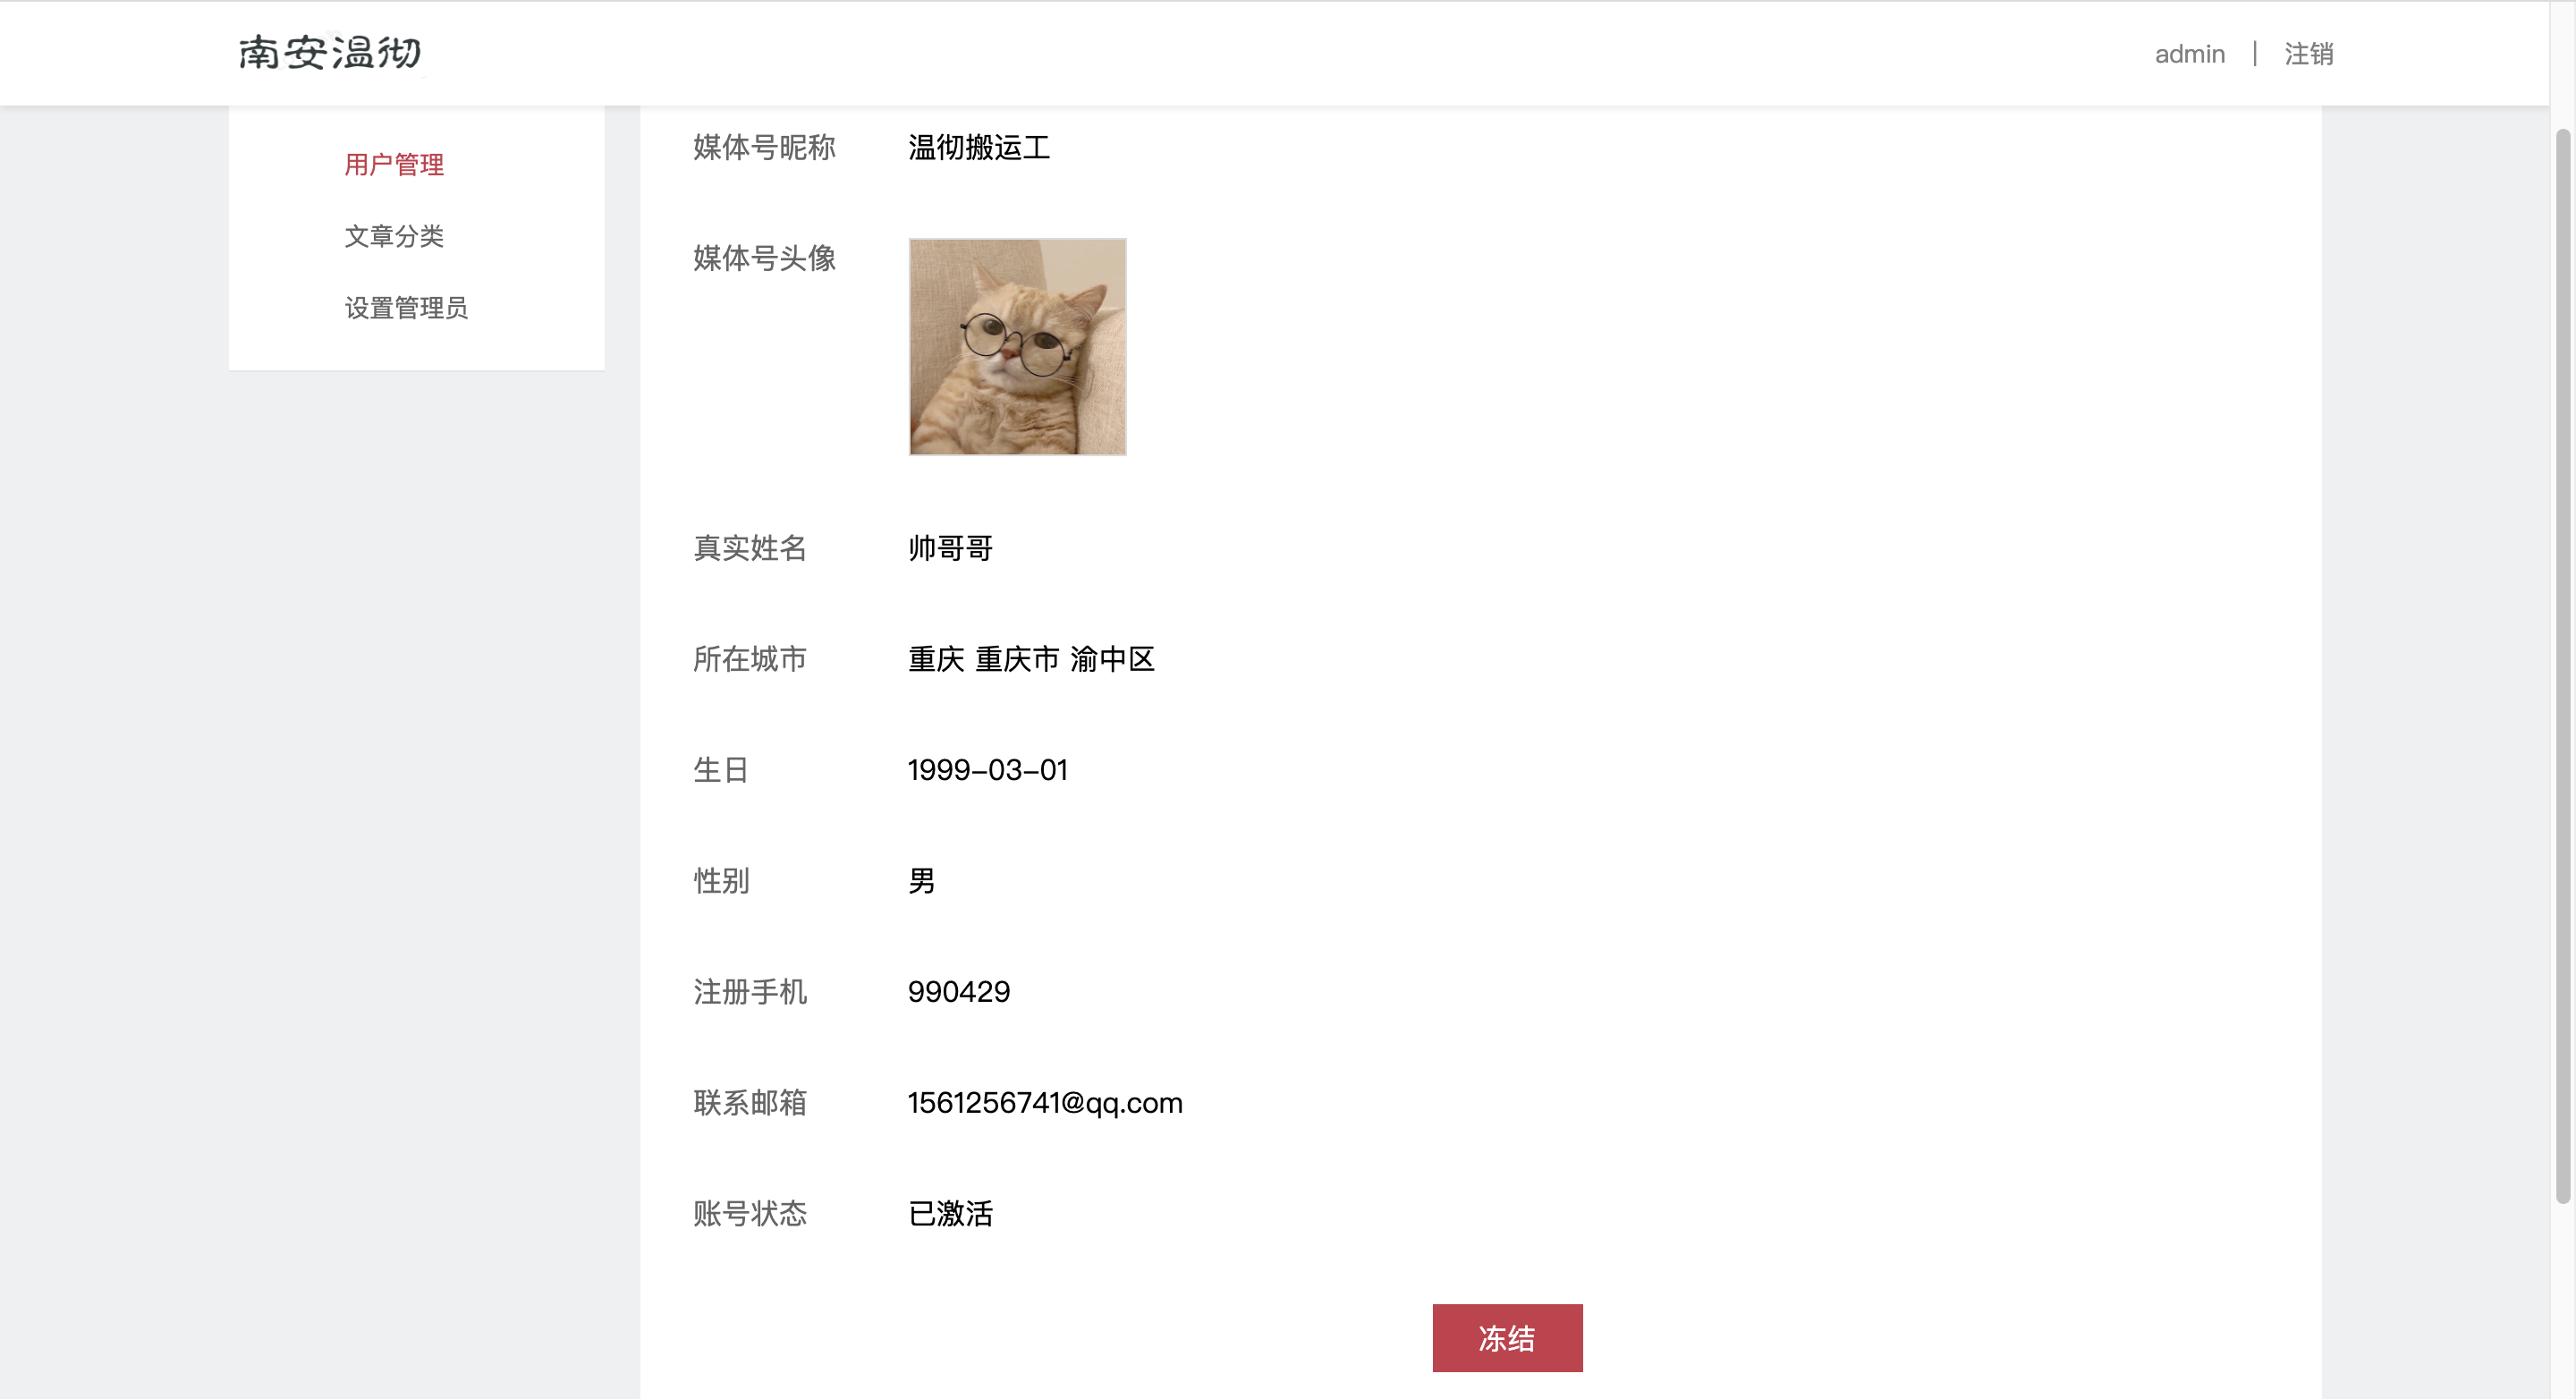 南安温彻
admin | 注销
用户管理
文章分类
设置管理员
媒体号昵称 温彻搬运工
媒体号头像
真实姓名 帅哥哥
所在城市 重庆 重庆市 渝中区
生日 1999-03-01
性别 男
注册手机 990429
联系邮箱 1561256741@qq.com
账号状态 已激活
冻结